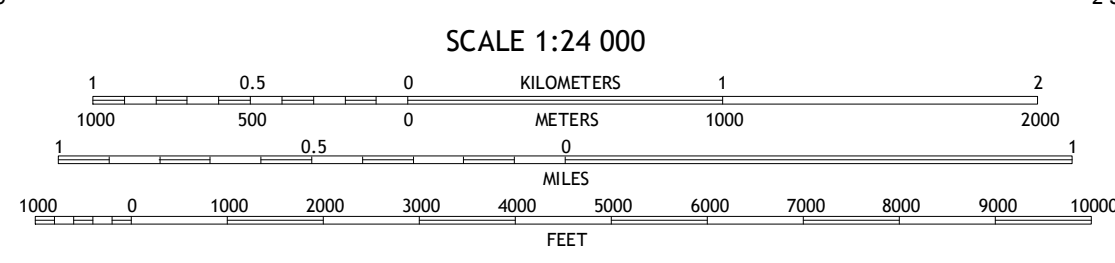 SCALE 1:24 000
1 0.5 0 KILOMETERS 1 2
1000 500 0 METERS 1000 2000
1 0.5 0 1
MILES
1000 0 1000 2000 3000 4000 5000 6000 7000 8000 9000 10000
FEET